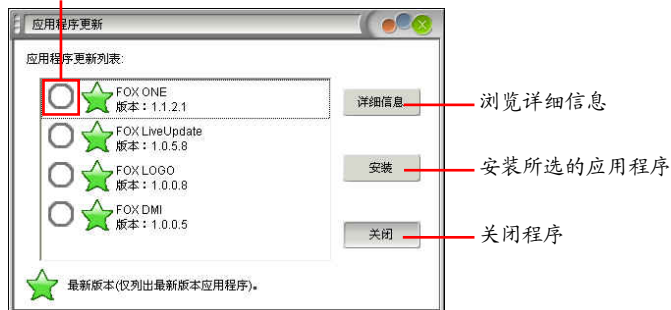 应用程序更新
应用程序更新列表:
FOX ONE
版本：1.1.2.1
详细信息
浏览详细信息
FOX LiveUpdate
版本：1.0.5.8
FOX LOGO
版本：1.0.0.8
安装
安装所选的应用程序
FOX DMI
版本：1.0.0.5
关闭
关闭程序
最新版本(仅列出最新版本应用程序)。